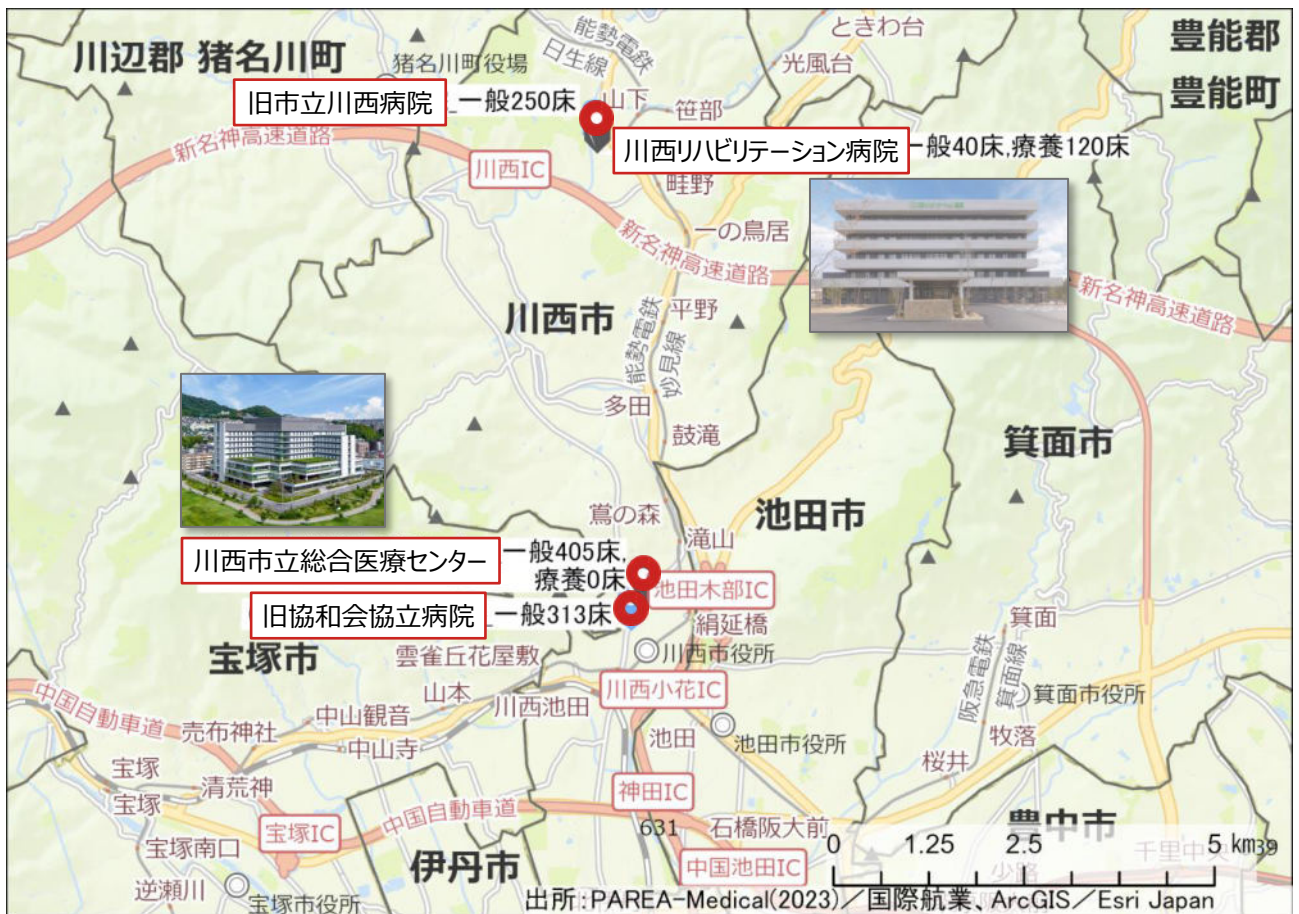 豊能郡
豊能町
川辺郡 猪名川町
猪名川町役場
能勢電鉄
日生線
ときわ台
光風台
旧市立川西病院
一般250床
山下
笹部
川西リハビリテーション病院
一般40床,療養120床
新名神高速道路
川西IC
畦野
一の鳥居
新名神高速道路
新名神高速道路
川西市
平野
能勢電鉄
妙見線
多田
鼓滝
箕面市
池田市
鶯の森
滝山
川西市立総合医療センター
一般405床,
療養0床
池田木部IC
旧協和会協立病院
一般313床
絹延橋
川西市役所
箕面
宝塚市
雲雀丘花屋敷
川西小花IC
阪急電鉄
箕面線
箕面市役所
中国自動車道
山本
川西池田
売布神社
中山観音
中山寺
池田
池田市役所
牧落
桜井
宝塚
宝塚
清荒神
神田IC
宝塚IC
中国自動車道
631
石橋阪大前
豊中市
宝塚南口
伊丹市
中国池田IC
0 1.25 2.5 5 km
39
千里中央
少路
逆瀬川
宝塚市役所
出所:PAREA-Medical(2023)／国際航業、ArcGIS／Esri Japan